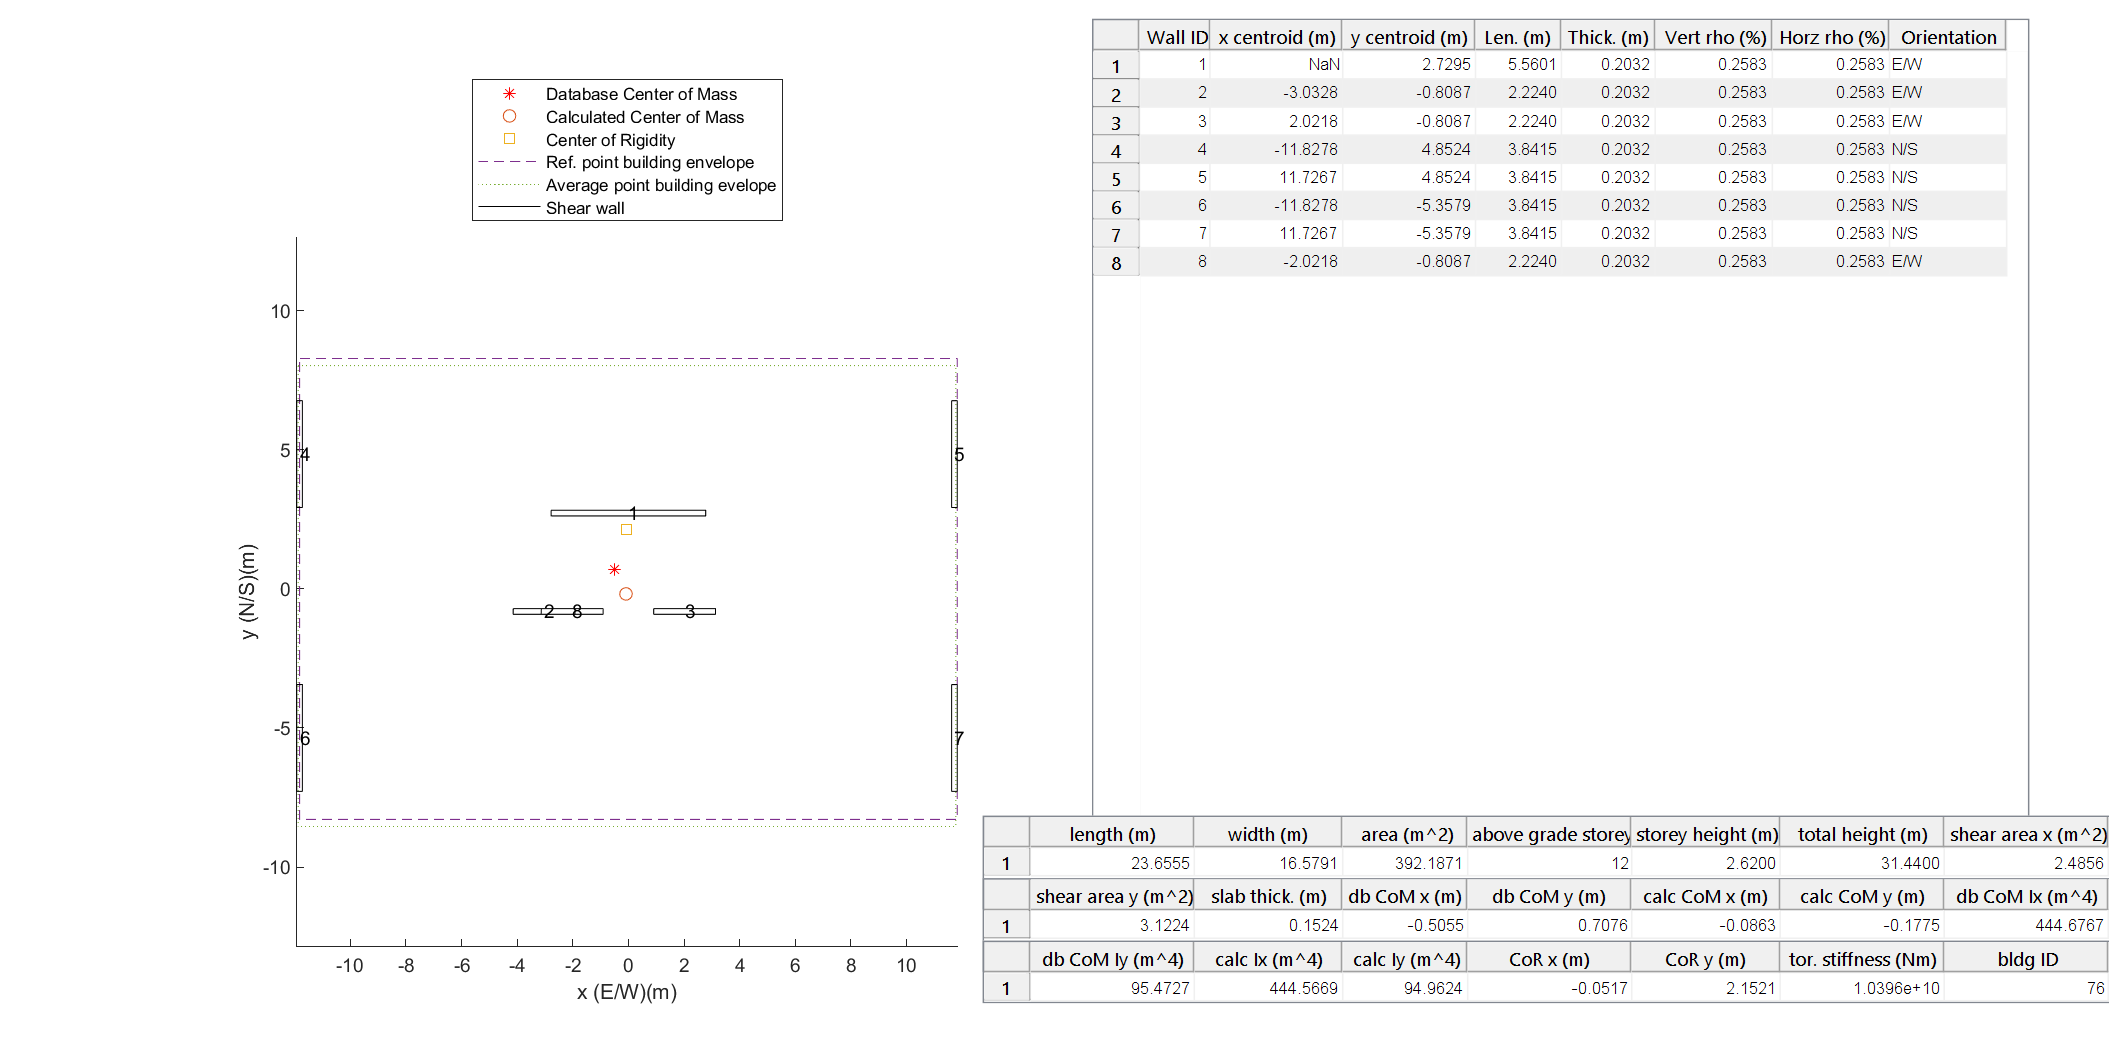 Database Center of Mass
Calculated Center of Mass
Center of Rigidity
Ref. point building envelope
Average point building evelope
Shear wall
10
5
0
-5
-10
y (N/S)(m)
4
5
1
2
8
3
6
7
-10 -8 -6 -4 -2 0 2 4 6 8 10
x (E/W)(m)
Wall ID x centroid (m) y centroid (m) Len. (m) Thick. (m) Vert rho (%) Horz rho (%) Orientation
1 1 NaN 2.7295 5.5601 0.2032 0.2583 0.2583 E/W
2 2 -3.0328 -0.8087 2.2240 0.2032 0.2583 0.2583 E/W
3 3 2.0218 -0.8087 2.2240 0.2032 0.2583 0.2583 E/W
4 4 -11.8278 4.8524 3.8415 0.2032 0.2583 0.2583 N/S
5 5 11.7267 4.8524 3.8415 0.2032 0.2583 0.2583 N/S
6 6 -11.8278 -5.3579 3.8415 0.2032 0.2583 0.2583 N/S
7 7 11.7267 -5.3579 3.8415 0.2032 0.2583 0.2583 N/S
8 8 -2.0218 -0.8087 2.2240 0.2032 0.2583 0.2583 E/W
length (m) width (m) area (m^2) above grade storey storey height (m) total height (m) shear area x (m^2)
1 23.6555 16.5791 392.1871 12 2.6200 31.4400 2.4856
shear area y (m^2) slab thick. (m) db CoM x (m) db CoM y (m) calc CoM x (m) calc CoM y (m) db CoM Ix (m^4)
1 3.1224 0.1524 -0.5055 0.7076 -0.0863 -0.1775 444.6767
db CoM Iy (m^4) calc Ix (m^4) calc Iy (m^4) CoR x (m) CoR y (m) tor. stiffness (Nm) bldg ID
1 95.4727 444.5669 94.9624 -0.0517 2.1521 1.0396e+10 76